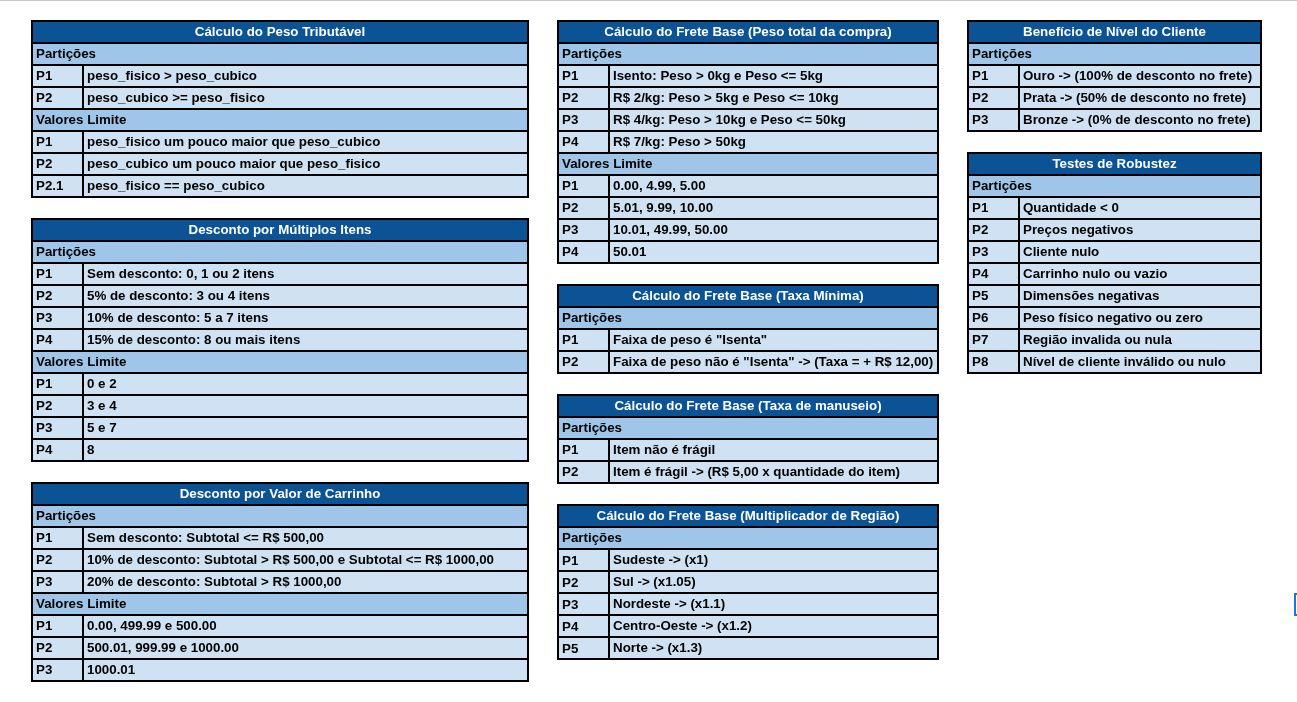 Cálculo do Peso Tributável
Partições
P1 peso_fisico > peso_cubico
P2 peso_cubico >= peso_fisico
Valores Limite
P1 peso_fisico um pouco maior que peso_cubico
P2 peso_cubico um pouco maior que peso_fisico
P2.1 peso_fisico == peso_cubico
Desconto por Múltiplos Itens
Partições
P1 Sem desconto: 0, 1 ou 2 itens
P2 5% de desconto: 3 ou 4 itens
P3 10% de desconto: 5 a 7 itens
P4 15% de desconto: 8 ou mais itens
Valores Limite
P1 0 e 2
P2 3 e 4
P3 5 e 7
P4 8
Desconto por Valor de Carrinho
Partições
P1 Sem desconto: Subtotal <= R$ 500,00
P2 10% de desconto: Subtotal > R$ 500,00 e Subtotal <= R$ 1000,00
P3 20% de desconto: Subtotal > R$ 1000,00
Valores Limite
P1 0.00, 499.99 e 500.00
P2 500.01, 999.99 e 1000.00
P3 1000.01
Cálculo do Frete Base (Peso total da compra)
Partições
P1 Isento: Peso > 0kg e Peso <= 5kg
P2 R$ 2/kg: Peso > 5kg e Peso <= 10kg
P3 R$ 4/kg: Peso > 10kg e Peso <= 50kg
P4 R$ 7/kg: Peso > 50kg
Valores Limite
P1 0.00, 4.99, 5.00
P2 5.01, 9.99, 10.00
P3 10.01, 49.99, 50.00
P4 50.01
Cálculo do Frete Base (Taxa Mínima)
Partições
P1 Faixa de peso é "Isenta"
P2 Faixa de peso não é "Isenta" -> (Taxa = + R$ 12,00)
Cálculo do Frete Base (Taxa de manuseio)
Partições
P1 Item não é frágil
P2 Item é frágil -> (R$ 5,00 x quantidade do item)
Cálculo do Frete Base (Multiplicador de Região)
Partições
P1 Sudeste -> (x1)
P2 Sul -> (x1.05)
P3 Nordeste -> (x1.1)
P4 Centro-Oeste -> (x1.2)
P5 Norte -> (x1.3)
Benefício de Nível do Cliente
Partições
P1 Ouro -> (100% de desconto no frete)
P2 Prata -> (50% de desconto no frete)
P3 Bronze -> (0% de desconto no frete)
Testes de Robustez
Partições
P1 Quantidade < 0
P2 Preços negativos
P3 Cliente nulo
P4 Carrinho nulo ou vazio
P5 Dimensões negativas
P6 Peso físico negativo ou zero
P7 Região invalida ou nula
P8 Nível de cliente inválido ou nulo